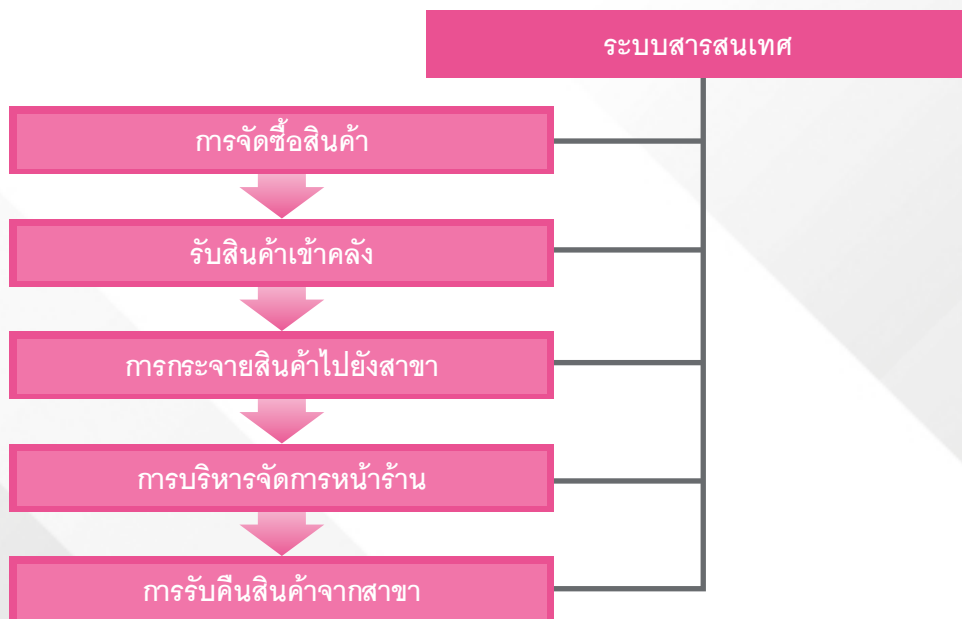 ระบบสารสนเทศ
การจัดซื้อสินค้า
รับสินค้าเข้าคลัง
การกระจายสินค้าไปยังสาขา
การบริหารจัดการหน้าร้าน
การรับคืนสินค้าจากสาขา